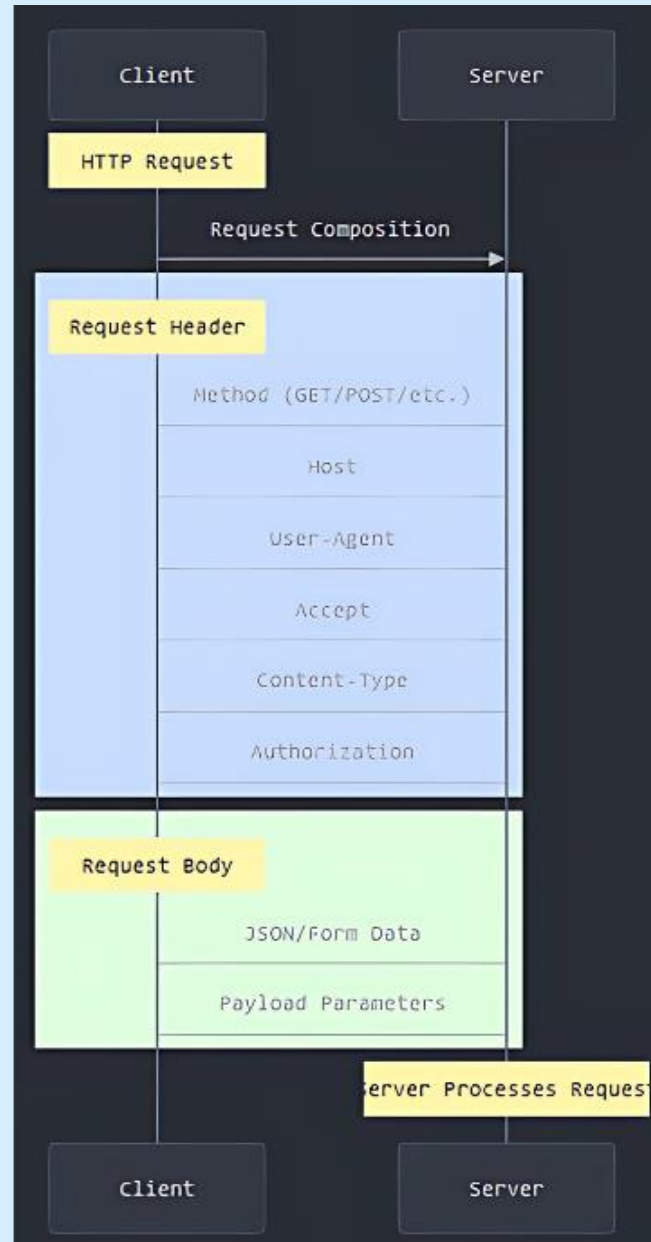 Client
Server
HTTP Request
Request Composition
Request Header
Method (GET/POST/etc.)
Host
User-Agent
Accept
Content-Type
Authorization
Request Body
JSON/Form Data
Payload Parameters
erver Processes Request
Client
Server